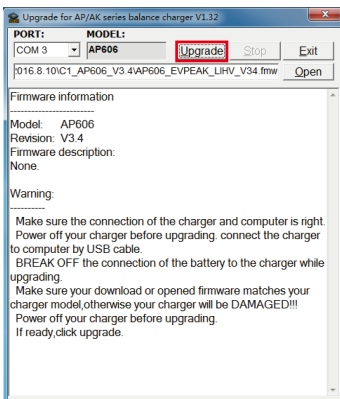 Upgrade for AP/AK series balance charger V1.32
PORT: MODEL:
COM 3 AP606 Upgrade Stop Exit
'016.8.10\C1_AP606_V3.4\AP606_EVPEAK_LIHV_V34.fmw Open
Firmware information
------------------------
Model: AP606
Revision: V3.4
Firmware description:
None.
Warning:
----------
Make sure the connection of the charger and computer is right.
Power off your charger before upgrading. connect the charger
to computer by USB cable.
BREAK OFF the connection of the battery to the charger while
upgrading.
Make sure your download or opened firmware matches your
charger model,otherwise your charger will be DAMAGED!!!
Power off your charger before upgrading.
If ready,click upgrade.